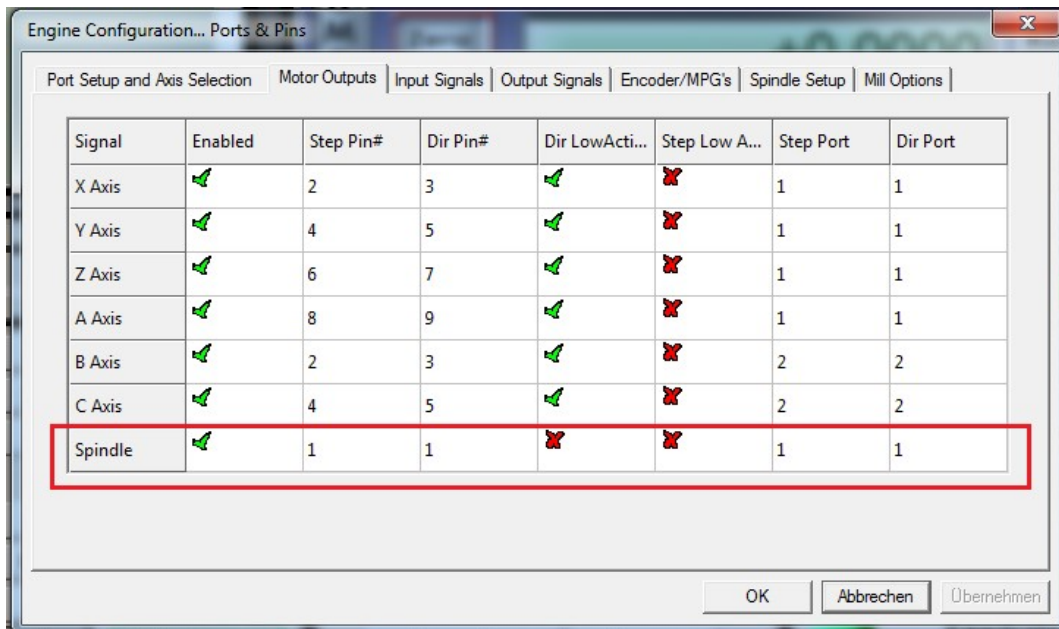 Engine Configuration... Ports & Pins
Port Setup and Axis Selection Motor Outputs Input Signals Output Signals Encoder/MPG's Spindle Setup Mill Options
Signal Enabled Step Pin# Dir Pin# Dir LowActi... Step Low A... Step Port Dir Port
X Axis 2 3 1 1
Y Axis 4 5 1 1
Z Axis 6 7 1 1
A Axis 8 9 1 1
B Axis 2 3 2 2
C Axis 4 5 2 2
Spindle 1 1 1 1
OK Abbrechen Übernehmen